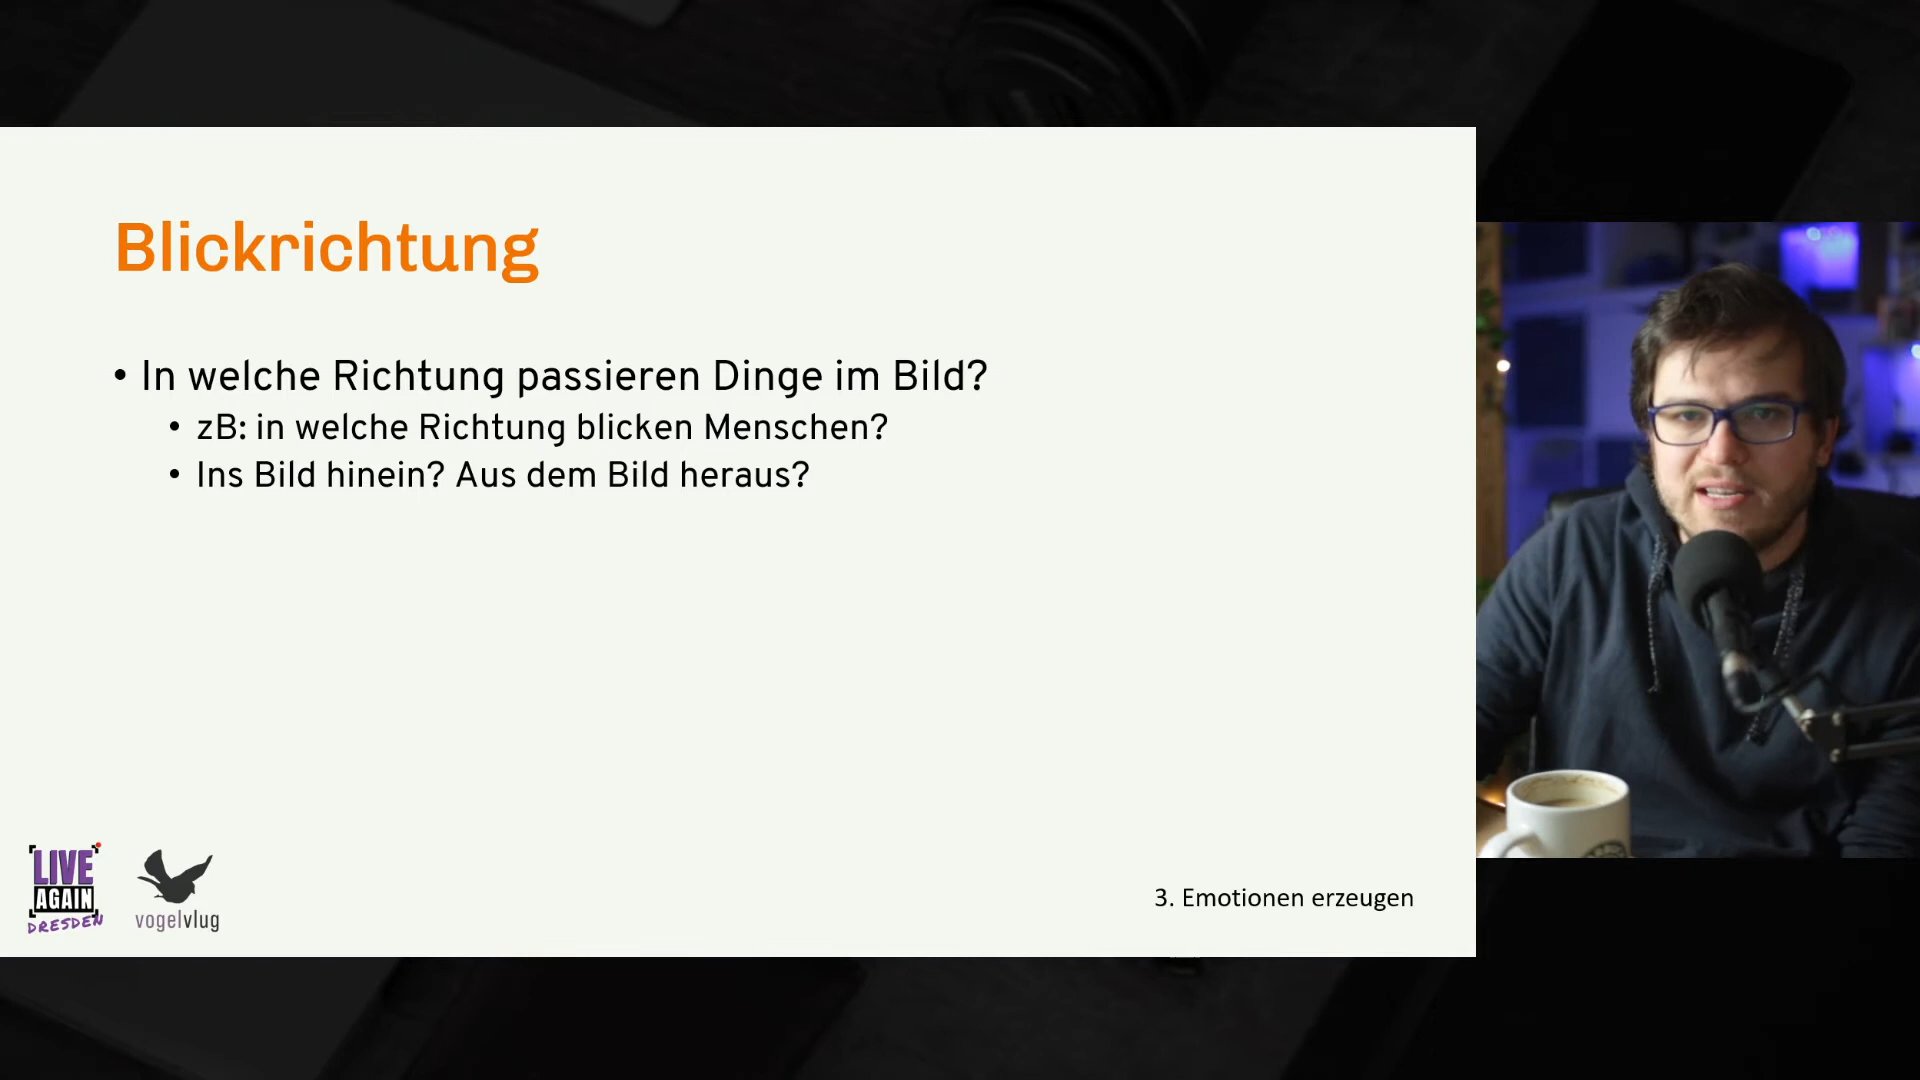 Blickrichtung
• In welche Richtung passieren Dinge im Bild?
• zB: in welche Richtung blicken Menschen?
• Ins Bild hinein? Aus dem Bild heraus?
LIVE
AGAIN
DRESDEN
vogelvlug
3. Emotionen erzeugen